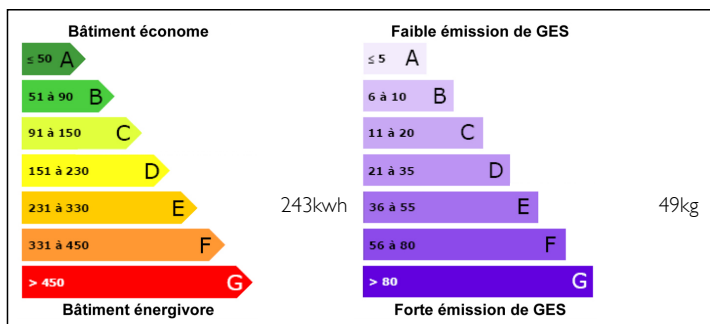 Bâtiment économe
≤ 50 A
51 à 90 B
91 à 150 C
151 à 230 D
231 à 330 E
243kwh
331 à 450 F
> 450 G
Bâtiment énergivore
Faible émission de GES
≤ 5 A
6 à 10 B
11 à 20 C
21 à 35 D
36 à 55 E
49kg
56 à 80 F
> 80 G
Forte émission de GES